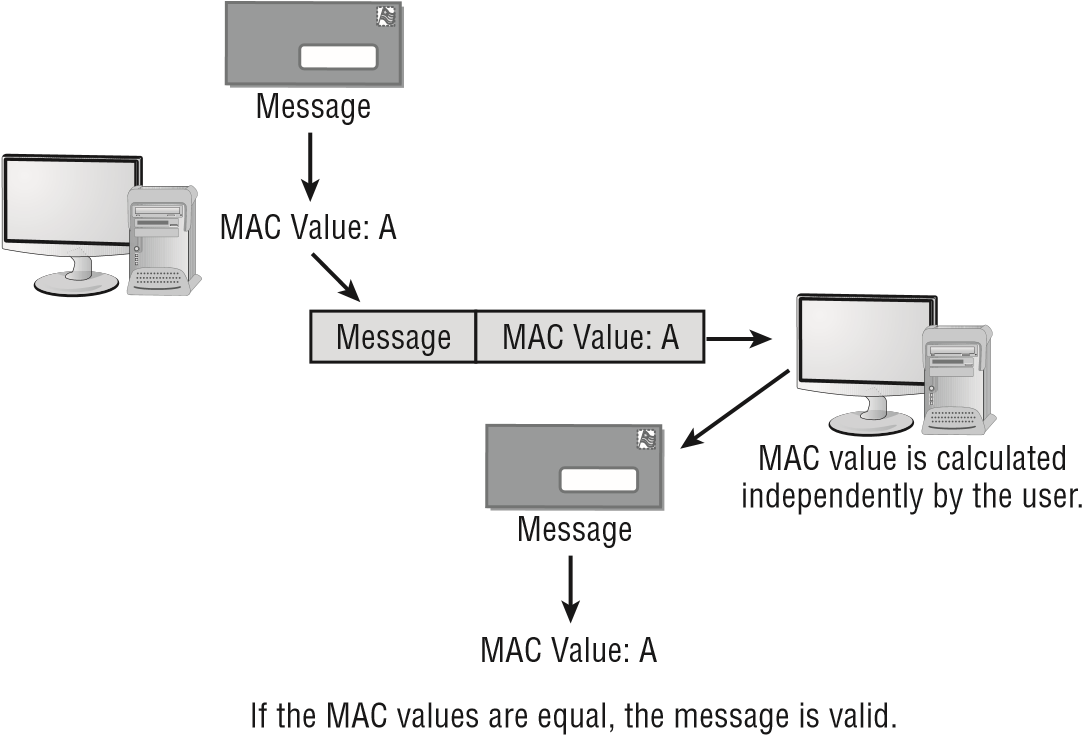 Message
MAC Value: A
Message
MAC Value: A
MAC value is calculated
independently by the user.
Message
MAC Value: A
If the MAC values are equal, the message is valid.